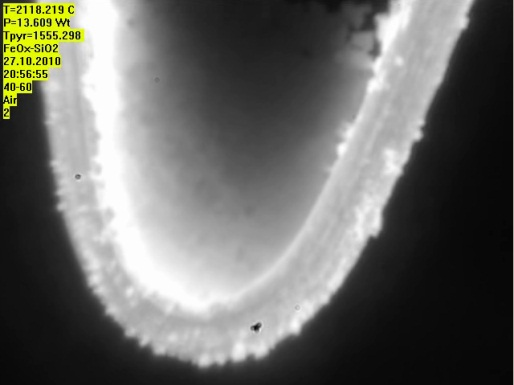 T=2118.219 C
P=13.609 Wt
Tpyr=1555.298
FeOx-SiO2
27.10.2010
20:56:55
40-60
Air
2